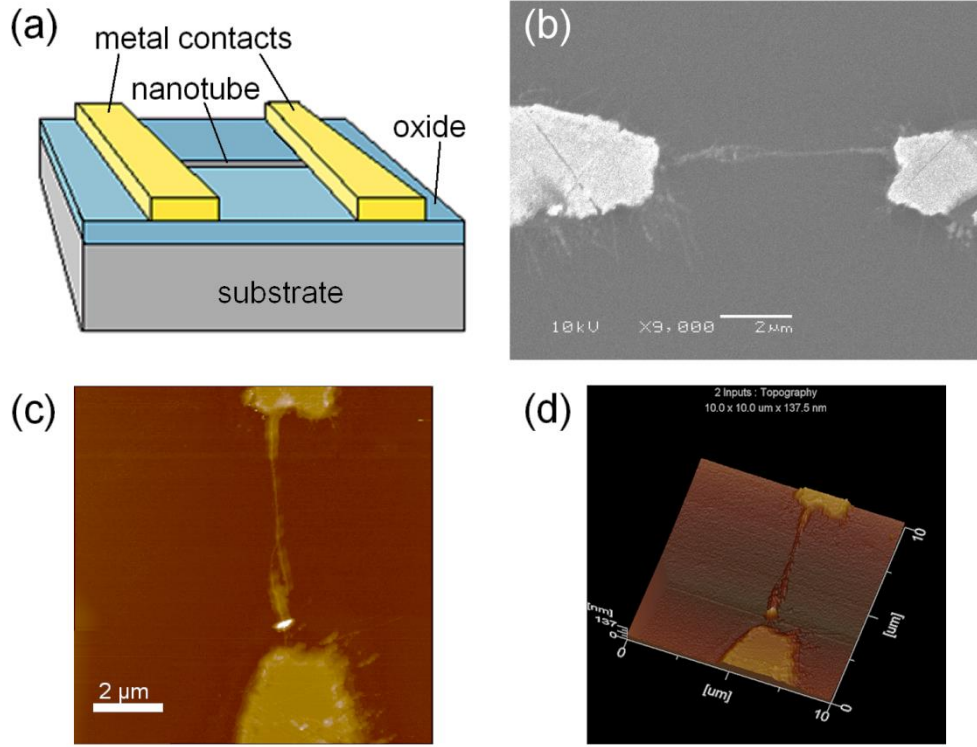 (a)
metal contacts
nanotube
oxide
substrate
(b)
10kV X9,000 2µm
(c)
2 µm
(d)
2 Inputs : Topography
10.0 x 10.0 um x 137.5 nm
10
[um]
0
[nm]
137
0
0
[um]
10